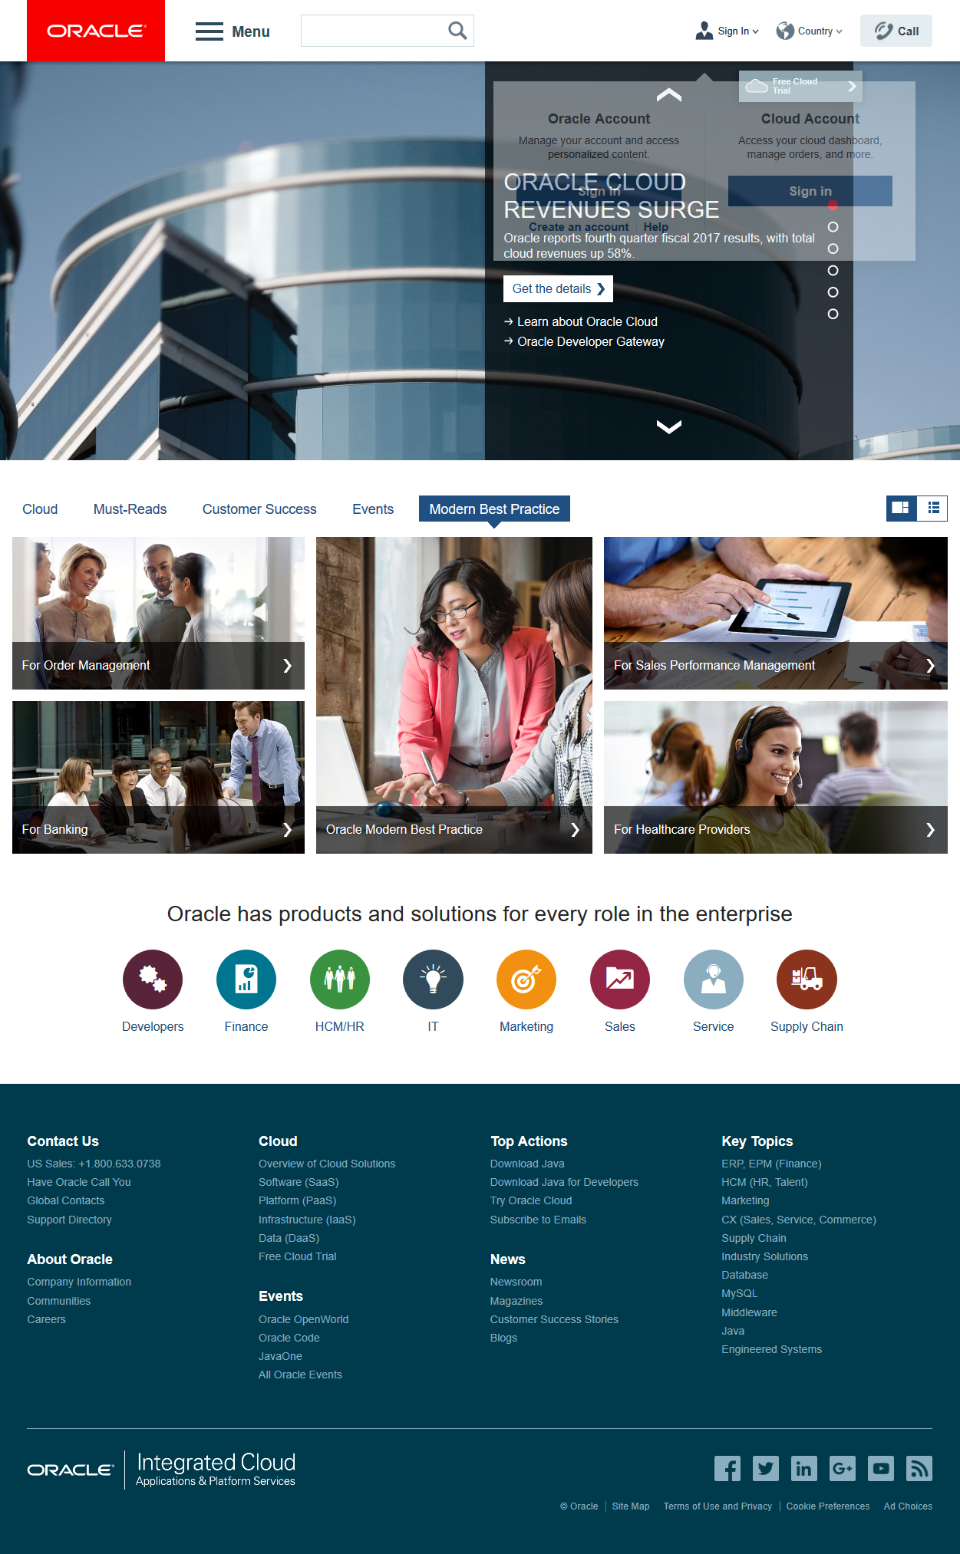 ORACLE
Menu
Sign In
Country
Call
Free Cloud
Trial
Oracle Account
Manage your account and access
personalized content.
Sign in
Create an account
Help
Cloud Account
Access your cloud dashboard,
manage orders, and more.
Sign in
ORACLE CLOUD
REVENUES SURGE
Oracle reports fourth quarter fiscal 2017 results, with total
cloud revenues up 58%.
Get the details
Learn about Oracle Cloud
Oracle Developer Gateway
Cloud
Must-Reads
Customer Success
Events
Modern Best Practice
For Order Management
For Banking
Oracle Modern Best Practice
For Sales Performance Management
For Healthcare Providers
Oracle has products and solutions for every role in the enterprise
Developers
Finance
HCM/HR
IT
Marketing
Sales
Service
Supply Chain
Contact Us
US Sales: +1.800.633.0738
Have Oracle Call You
Global Contacts
Support Directory
About Oracle
Company Information
Communities
Careers
Cloud
Overview of Cloud Solutions
Software (SaaS)
Platform (PaaS)
Infrastructure (IaaS)
Data (DaaS)
Free Cloud Trial
Events
Oracle OpenWorld
Oracle Code
JavaOne
All Oracle Events
Top Actions
Download Java
Download Java for Developers
Try Oracle Cloud
Subscribe to Emails
News
Newsroom
Magazines
Customer Success Stories
Blogs
Key Topics
ERP, EPM (Finance)
HCM (HR, Talent)
Marketing
CX (Sales, Service, Commerce)
Supply Chain
Industry Solutions
Database
MySQL
Middleware
Java
Engineered Systems
ORACLE
Integrated Cloud
Applications & Platform Services
© Oracle
Site Map
Terms of Use and Privacy
Cookie Preferences
Ad Choices